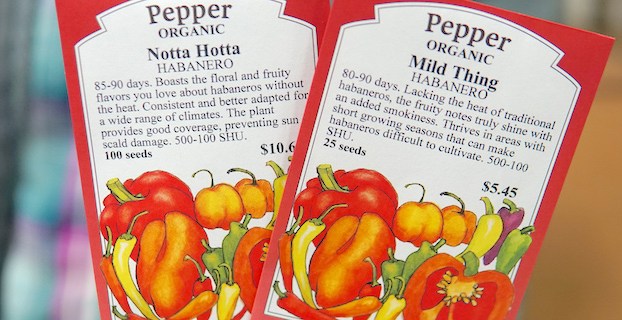 Pepper
ORGANIC
Notta Hotta
HABANERO
85-90 days. Boasts the floral and fruity
flavors you love about habaneros without
the heat. Consistent and better adapted for
a wide range of climates. The plant
provides good coverage, preventing sun
scald damage. 500-100 SHU.
100 seeds
$10.6
Pepper
ORGANIC
Mild Thing
HABANERO
80-90 days. Lacking the heat of traditional
habaneros, the fruity notes truly shine with
an added smokiness. Thrives in areas with
short growing seasons that can make
habaneros difficult to cultivate. 500-100
SHU.
25 seeds
$5.45